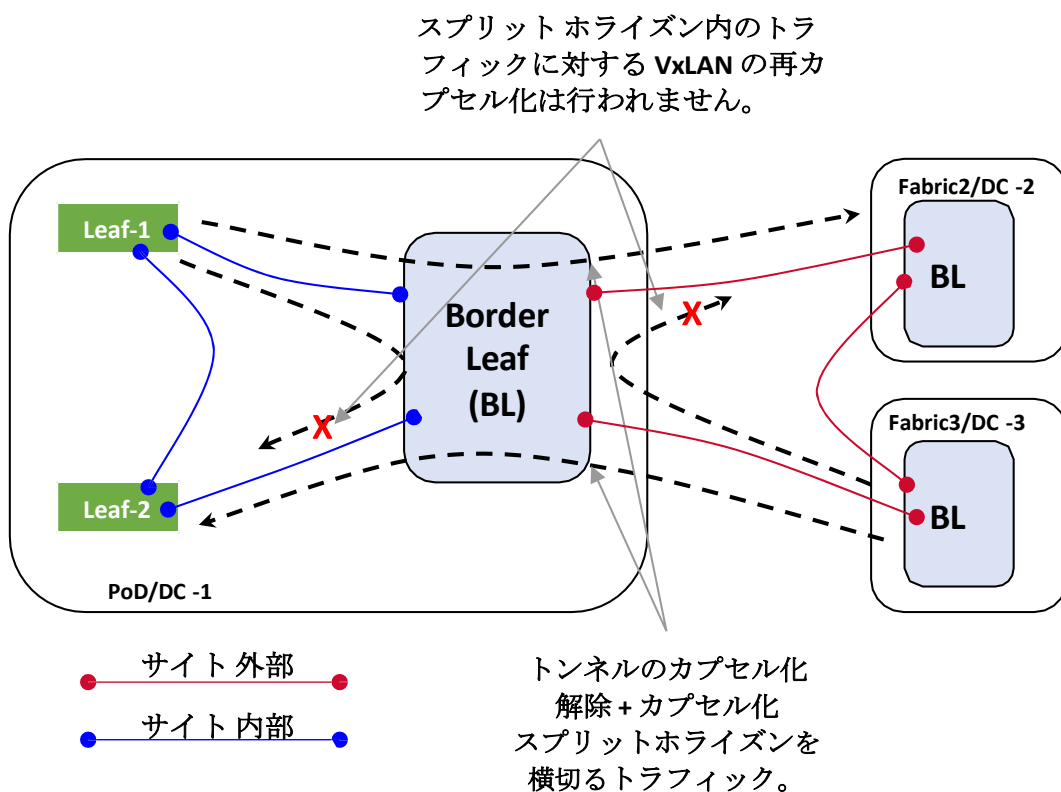 スプリット ホライズン内のトラ
フィックに対する VxLAN の再カ
プセル化は行われません。
Fabric2/DC -2
Leaf-1
BL
Border
Leaf
(BL)
X
X
Fabric3/DC -3
Leaf-2
BL
PoD/DC -1
サイト 外部
サイト 内部
トンネルのカプセル化
解除 + カプセル化
スプリットホライズンを
横切るトラフィック。